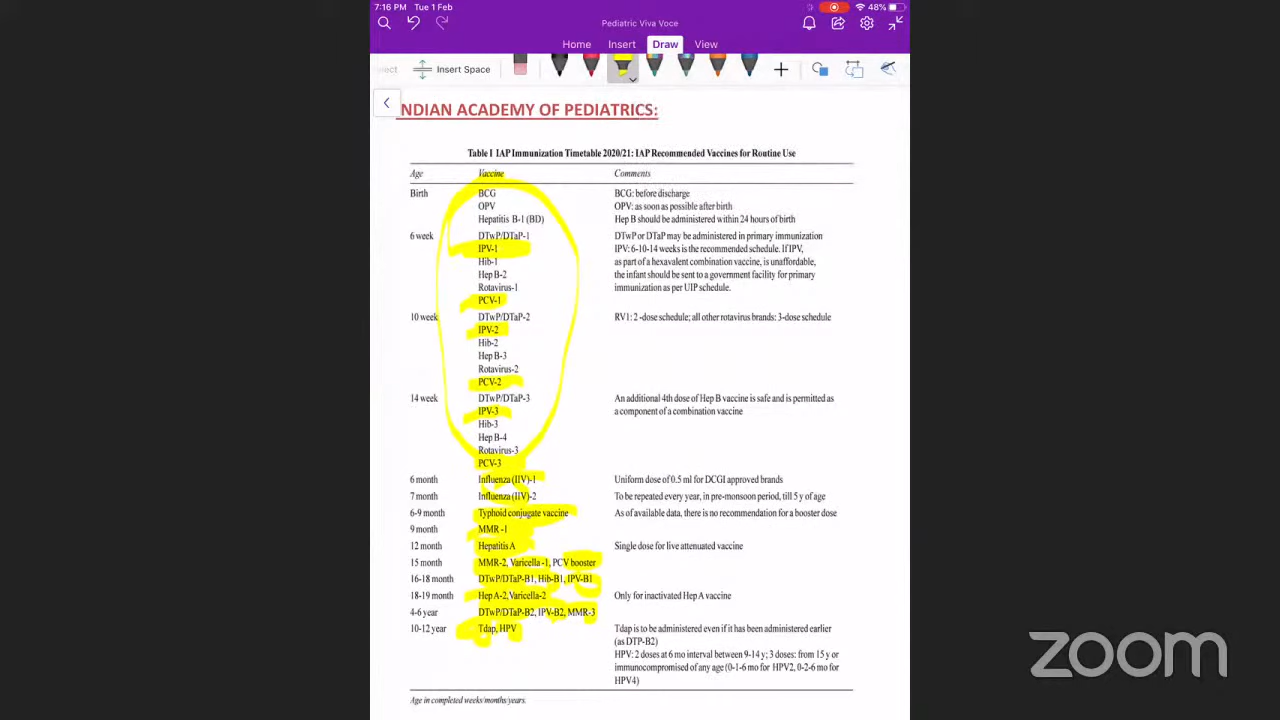 7:16 PM Tue 1 Feb
48%
Pediatric Viva Voce
Home Insert Draw View
Insert Space
NDIAN ACADEMY OF PEDIATRICS:
Table I IAP Immunization Timetable 2020/21: IAP Recommended Vaccines for Routine Use
Age Vaccine Comments
Birth BCG BCG: before discharge
OPV OPV: as soon as possible after birth
Hepatitis B-1 (BD) Hep B should be administered within 24 hours of birth
6 week DTwP/DTaP-1 DTwP or DTaP may be administered in primary immunization
IPV-1 IPV: 6-10-14 weeks is the recommended schedule. If IPV,
Hib-1 as part of a hexavalent combination vaccine, is unaffordable,
Hep B-2 the infant should be sent to a government facility for primary
Rotavirus-1 immunization as per UIP schedule.
PCV-1
10 week DTwP/DTaP-2 RV1: 2 -dose schedule; all other rotavirus brands: 3-dose schedule
IPV-2
Hib-2
Hep B-3
Rotavirus-2
PCV-2
14 week DTwP/DTaP-3 An additional 4th dose of Hep B vaccine is safe and is permitted as
IPV-3 a component of a combination vaccine
Hib-3
Hep B-4
Rotavirus-3
PCV-3
6 month Influenza (IIV)-1 Uniform dose of 0.5 ml for DCGI approved brands
7 month Influenza (IIV)-2 To be repeated every year, in pre-monsoon period, till 5 y of age
6-9 month Typhoid conjugate vaccine As of available data, there is no recommendation for a booster dose
9 month MMR -1
12 month Hepatitis A Single dose for live attenuated vaccine
15 month MMR-2, Varicella -1, PCV booster
16-18 month DTwP/DTaP-B1, Hib-B1, IPV-B1
18-19 month Hep A-2,Varicella-2 Only for inactivated Hep A vaccine
4-6 year DTwP/DTaP-B2, IPV-B2, MMR-3
10-12 year Tdap, HPV Tdap is to be administered even if it has been administered earlier
(as DTP-B2)
HPV: 2 doses at 6 mo interval between 9-14 y; 3 doses: from 15 y or
immunocompromised of any age (0-1-6 mo for HPV2, 0-2-6 mo for
HPV4)
Age in completed weeks/months/years.
zoom